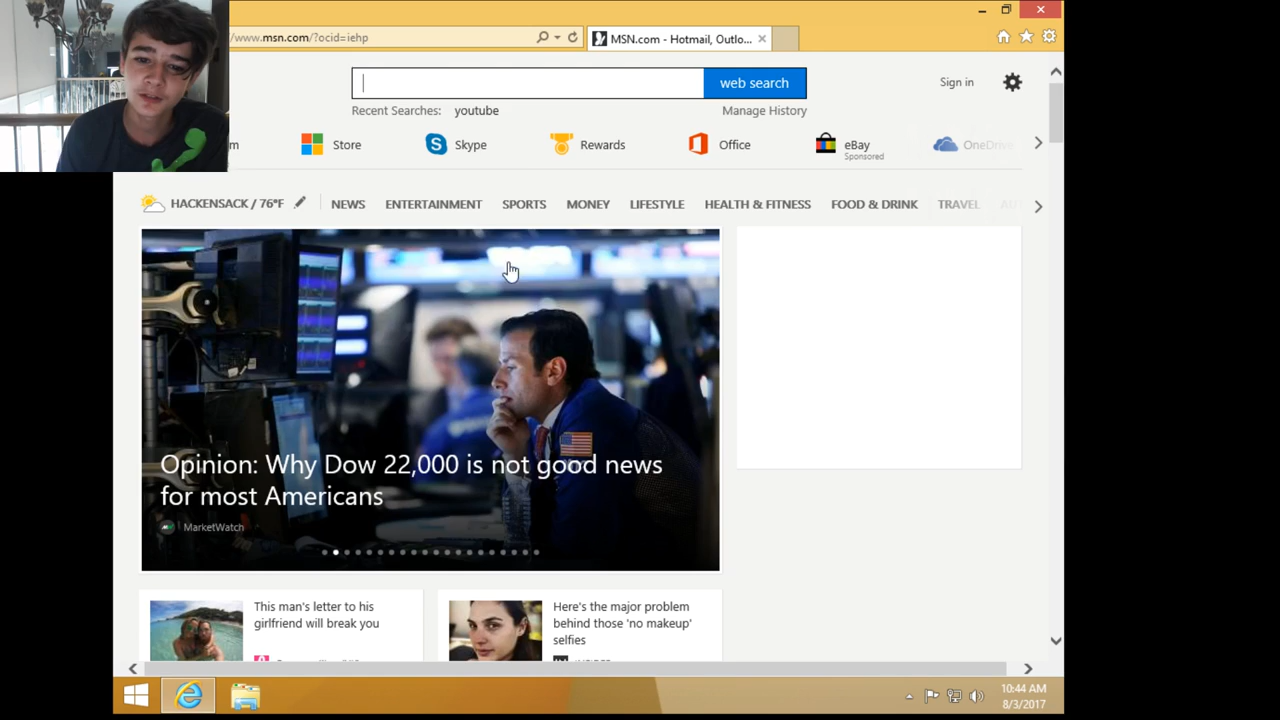 /www.msn.com/?ocid=iehp
MSN.com - Hotmail, Outlo...
web search
Sign in
Recent Searches: youtube
Manage History
m
Store
Skype
Rewards
Office
eBay
Sponsored
OneDrive
HACKENSACK / 76°F
NEWS
ENTERTAINMENT
SPORTS
MONEY
LIFESTYLE
HEALTH & FITNESS
FOOD & DRINK
TRAVEL
Opinion: Why Dow 22,000 is not good news
for most Americans
MarketWatch
This man's letter to his
girlfriend will break you
Here's the major problem
behind those 'no makeup'
selfies
10:44 AM
8/3/2017